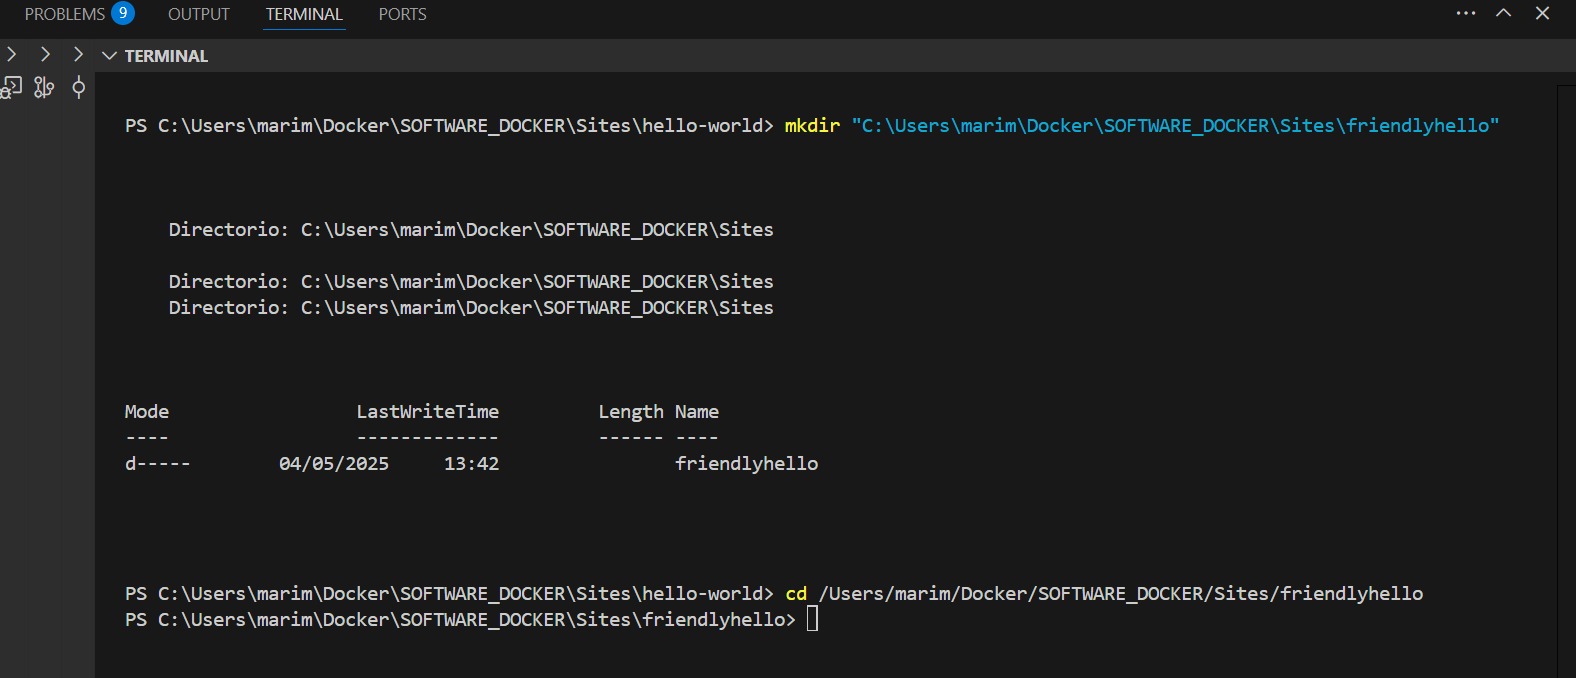 PROBLEMS 9 OUTPUT TERMINAL PORTS
TERMINAL
PS C:\Users\marim\Docker\SOFTWARE_DOCKER\Sites\hello-world> mkdir "C:\Users\marim\Docker\SOFTWARE_DOCKER\Sites\friendlyhello"
Directorio: C:\Users\marim\Docker\SOFTWARE_DOCKER\Sites
Directorio: C:\Users\marim\Docker\SOFTWARE_DOCKER\Sites
Directorio: C:\Users\marim\Docker\SOFTWARE_DOCKER\Sites
Mode LastWriteTime Length Name
---- ------------- ------ ----
d----- 04/05/2025 13:42 friendlyhello
PS C:\Users\marim\Docker\SOFTWARE_DOCKER\Sites\hello-world> cd /Users/marim/Docker/SOFTWARE_DOCKER/Sites/friendlyhello
PS C:\Users\marim\Docker\SOFTWARE_DOCKER\Sites\friendlyhello>